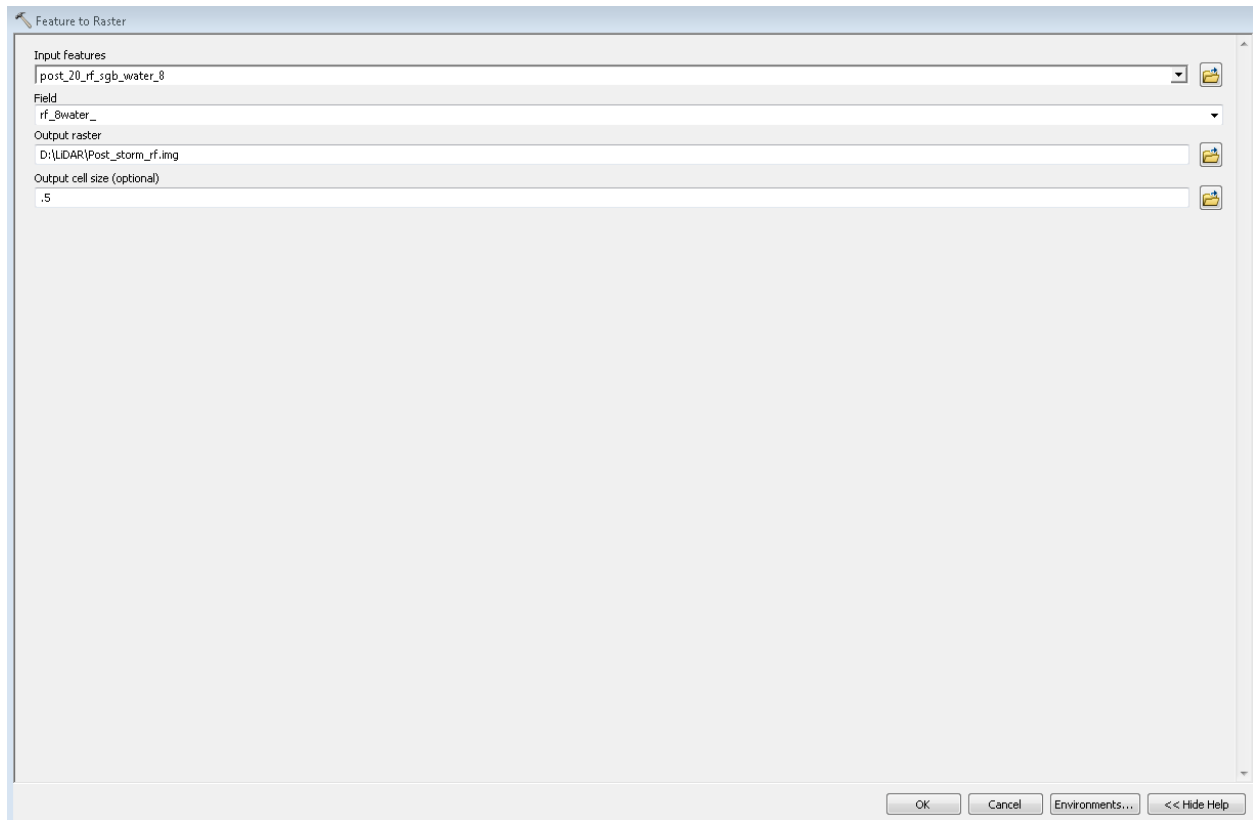 Feature to Raster
Input features
post_20_rf_sgb_water_8
Field
rf_8water_
Output raster
D:\LiDAR\Post_storm_rf.img
Output cell size (optional)
.5
OK Cancel Environments... << Hide Help